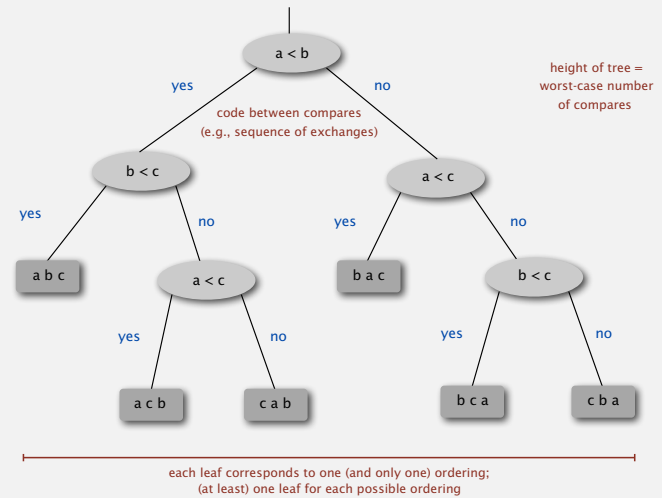 a < b
height of tree =
worst-case number
of compares
yes
no
code between compares
(e.g., sequence of exchanges)
b < c
a < c
yes
no
yes
no
a b c
a < c
b a c
b < c
yes
no
yes
no
a c b
c a b
b c a
c b a
each leaf corresponds to one (and only one) ordering;
(at least) one leaf for each possible ordering